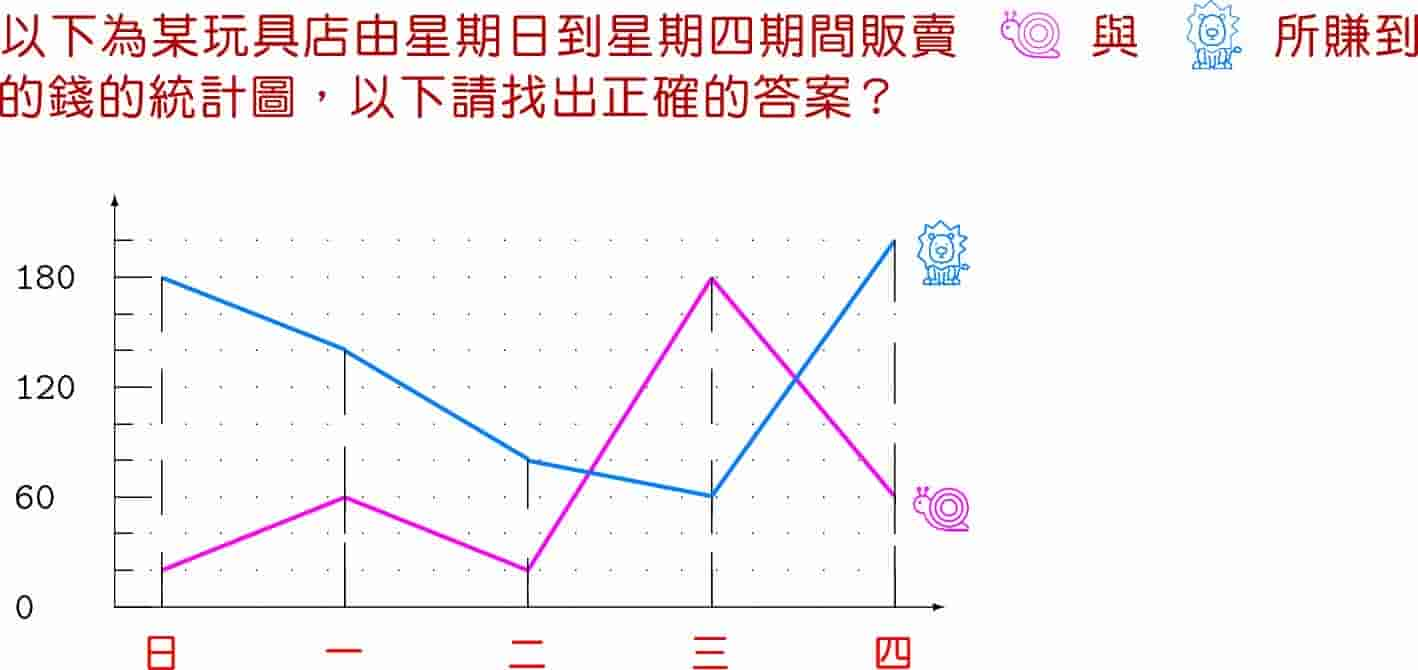 以下為某玩具店由星期日到星期四期間販賣 與 所賺到
的錢的統計圖，以下請找出正確的答案？
180
120
60
0
日 一 二 三 四